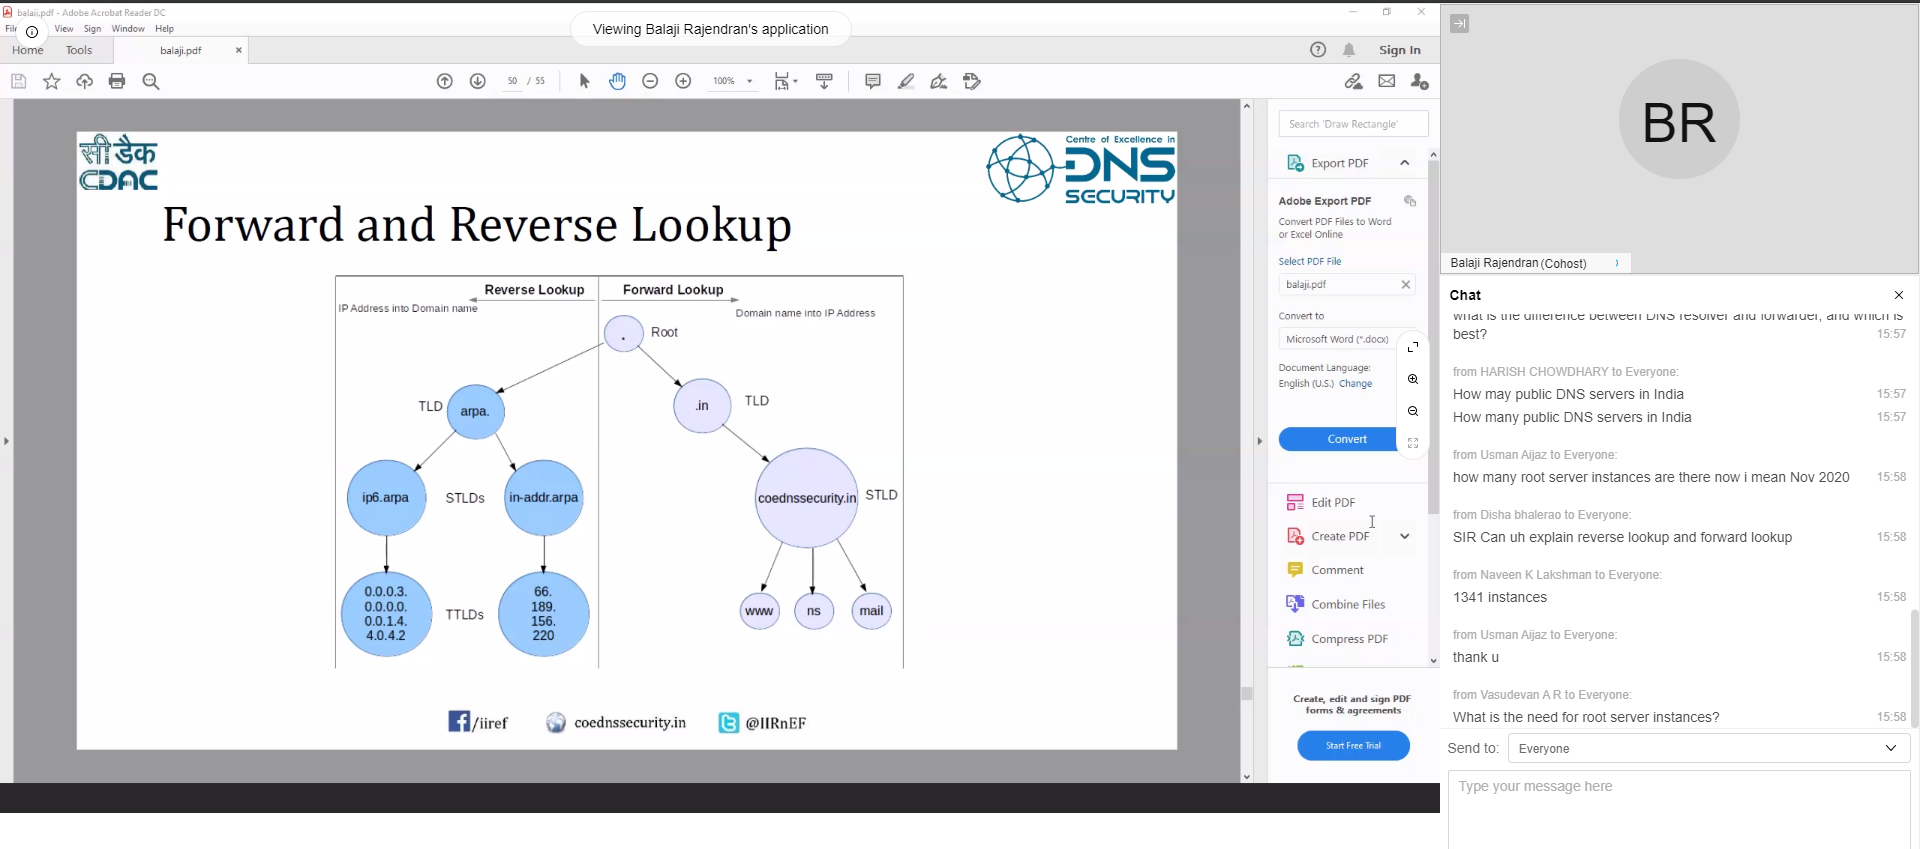 balaji.pdf - Adobe Acrobat Reader DC
View Sign Window Help
Viewing Balaji Rajendran's application
Home Tools balaji.pdf × Sign In
50 / 55 100%
सी डैक
CDAC
Centre of Excellence in
DNS
SECURITY
Forward and Reverse Lookup
Reverse Lookup
IP Address into Domain name
Forward Lookup
Domain name into IP Address
.
Root
TLD
arpa.
.in
TLD
ip6.arpa
STLDs
in-addr.arpa
coednssecurity.in
STLD
0.0.0.3.
0.0.0.0.
0.0.1.4.
4.0.4.2
TTLDs
66.
189.
156.
220
www
ns
mail
/iiref
coednssecurity.in
@IIRnEF
Search 'Draw Rectangle'
Export PDF
Adobe Export PDF
Convert PDF Files to Word
or Excel Online
Select PDF File
balaji.pdf
Convert to
Microsoft Word (*.docx)
Document Language:
English (U.S.) Change
Convert
Edit PDF
Create PDF
Comment
Combine Files
Compress PDF
Create, edit and sign PDF
forms & agreements
Start Free Trial
BR
Balaji Rajendran (Cohost)
Chat
what is the difference between DNS resolver and forwarder, and which is
best? 15:57
from HARISH CHOWDHARY to Everyone:
How may public DNS servers in India 15:57
How many public DNS servers in India 15:57
from Usman Aijaz to Everyone:
how many root server instances are there now i mean Nov 2020 15:58
from Disha bhalerao to Everyone:
SIR Can uh explain reverse lookup and forward lookup 15:58
from Naveen K Lakshman to Everyone:
1341 instances 15:58
from Usman Aijaz to Everyone:
thank u 15:58
from Vasudevan A R to Everyone:
What is the need for root server instances? 15:58
Send to: Everyone
Type your message here